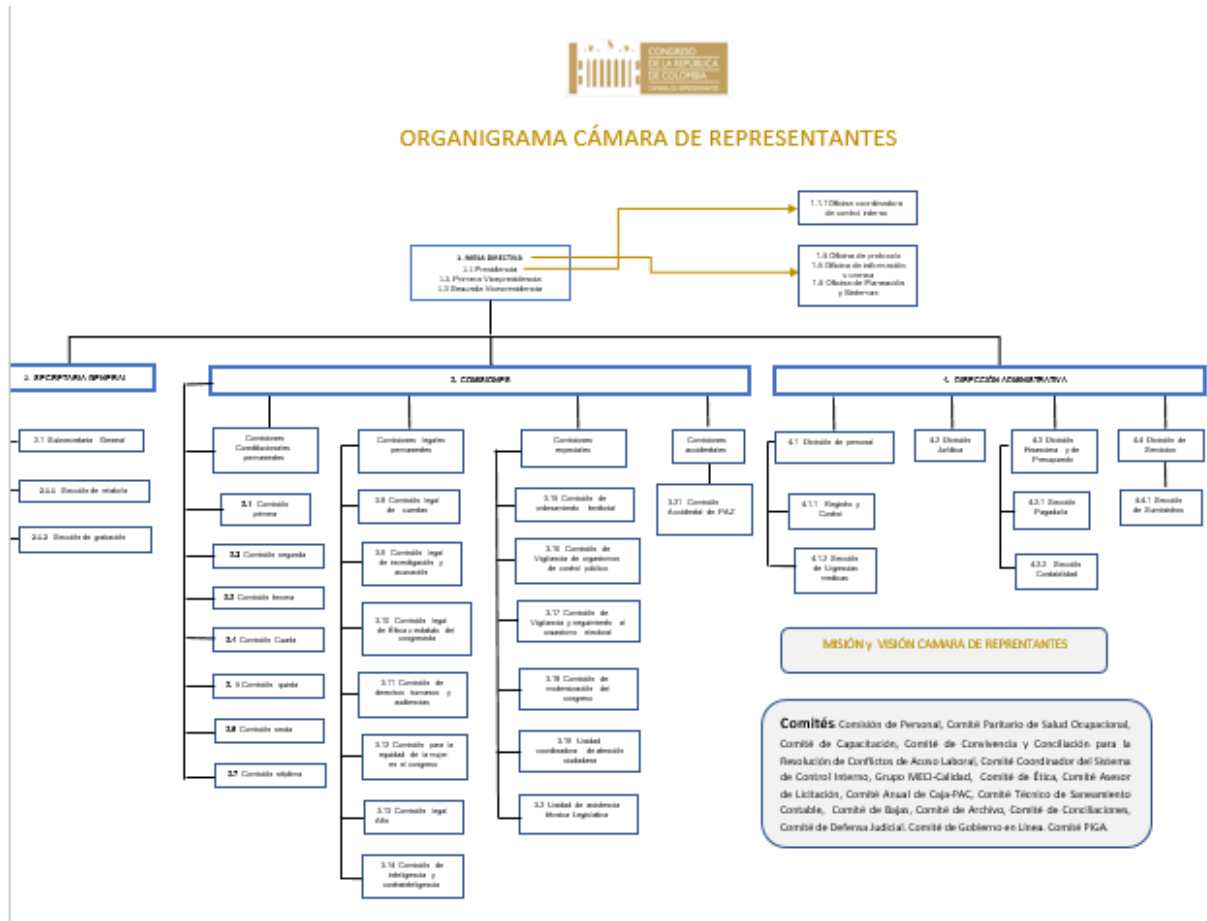 CONGRESO
DE LA REPÚBLICA
DE COLOMBIA
CÁMARA DE REPRESENTANTES
ORGANIGRAMA CÁMARA DE REPRESENTANTES
1.1.1 Oficina coordinadora
de control interno
1. MESA DIRECTIVA
1.1 Presidencia
1.2. Primera Vicepresidencia
1.3 Segunda Vicepresidencia
1.4 Oficina de protocolo
1.5 Oficina de información
y prensa
1.6 Oficina de Planeación
y Sistemas
2. SECRETARIA GENERAL
3. COMISIONES
4. DIRECCIÓN ADMINISTRATIVA
2.1 Subsecretaria General
Sección de relatoría
Sección de grabación
Comisiones
Constitucionales
permanentes
3.1 Comisión
primera
3.2 Comisión segunda
3.3 Comisión tercera
3.4 Comisión Cuarta
3. 5 Comisión quinta
3.6 Comisión sexta
3.7 Comisión séptima
Comisiones legales
permanentes
3.8 Comisión legal
de cuentas
3.9 Comisión legal
de investigación y
acusación
3.10 Comisión legal
de Ética y estatuto del
congresista
3.11 Comisión de
derechos humanos y
audiencias
3.12 Comisión para la
equidad de la mujer
en el congreso
3.13 Comisión legal
Afro
3.14 Comisión de
inteligencia y
contrainteligencia
Comisiones
especiales
3.15 Comisión de
ordenamiento territorial
3.16 Comisión de
Vigilancia de organismos
de control público
3.17 Comisión de
Vigilancia y seguimiento al
organismo electoral
3.18 Comisión de
modernización del
congreso
3.19 Unidad
coordinadora de atención
ciudadana
3.2 Unidad de asistencia
técnica Legislativa
Comisiones
accidentales
3.21 Comisión
Accidental de PAZ
4.1 División de personal
4.1.1 Registro y
Control
4.1.2 Sección
de Urgencias
medicas
4.2 División
Jurídica
4.3 División
Financiera y de
Presupuesto
4.3.1 Sección
Pagaduría
Sección
Contabilidad
4.4 División de
Servicios
4.4.1 Sección
de Suministros
MISIÓN y VISIÓN CAMARA DE REPRENTANTES
Comités. Comisión de Personal, Comité Paritario de Salud Ocupacional,
Comité de Capacitación, Comité de Convivencia y Conciliación para la
Resolución de Conflictos de Acoso Laboral, Comité Coordinador del Sistema
de Control Interno, Grupo MECI-Calidad, Comité de Ética, Comité Asesor
de Licitación, Comité Anual de Caja-PAC, Comité Técnico de Saneamiento
Contable, Comité de Bajas, Comité de Archivo, Comité de Conciliaciones,
Comité de Defensa Judicial. Comité de Gobierno en Línea. Comité PIGA.